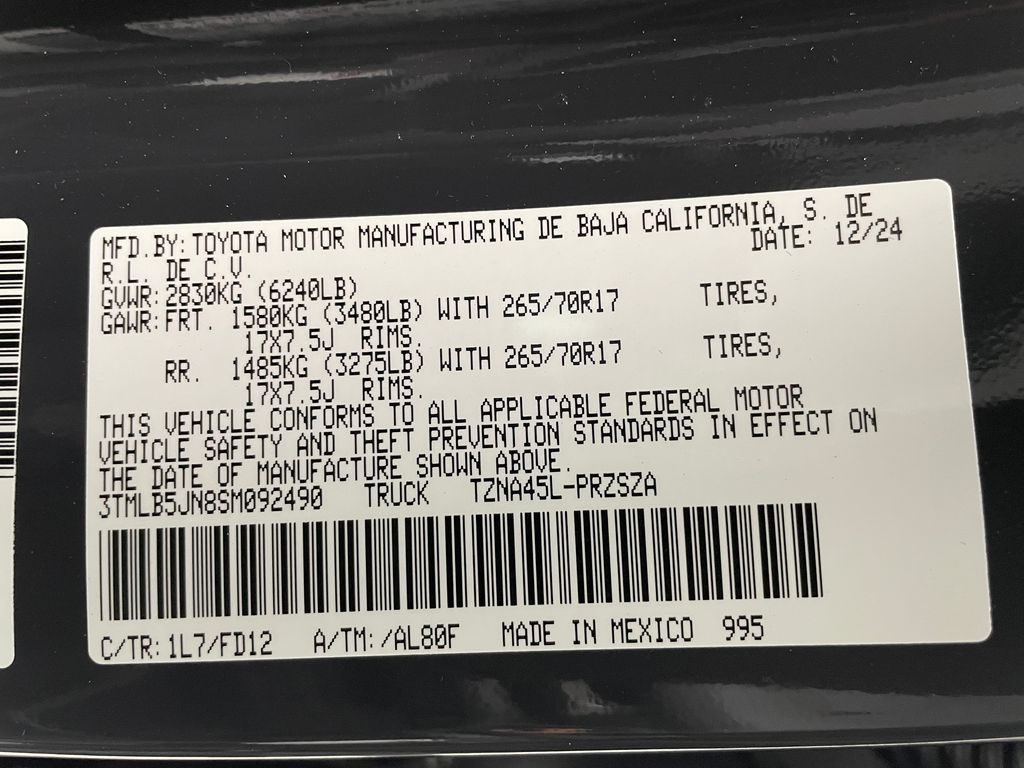 MFD.BY: TOYOTA MOTOR MANUFACTURING DE BAJA CALIFORNIA, S. DE
R.L. DE C.V. DATE: 12/24
GVWR: 2830KG (6240LB)
GAWR: FRT. 1580KG (3480LB) WITH 265/70R17 TIRES,
17X7.5J RIMS.
RR. 1485KG (3275LB) WITH 265/70R17 TIRES,
17X7.5J RIMS.
THIS VEHICLE CONFORMS TO ALL APPLICABLE FEDERAL MOTOR
VEHICLE SAFETY AND THEFT PREVENTION STANDARDS IN EFFECT ON
THE DATE OF MANUFACTURE SHOWN ABOVE.
3TMLB5JN8SM092490 TRUCK TZNA45L-PRZSZA
C/TR: 1L7/FD12 A/TM: /AL80F MADE IN MEXICO 995